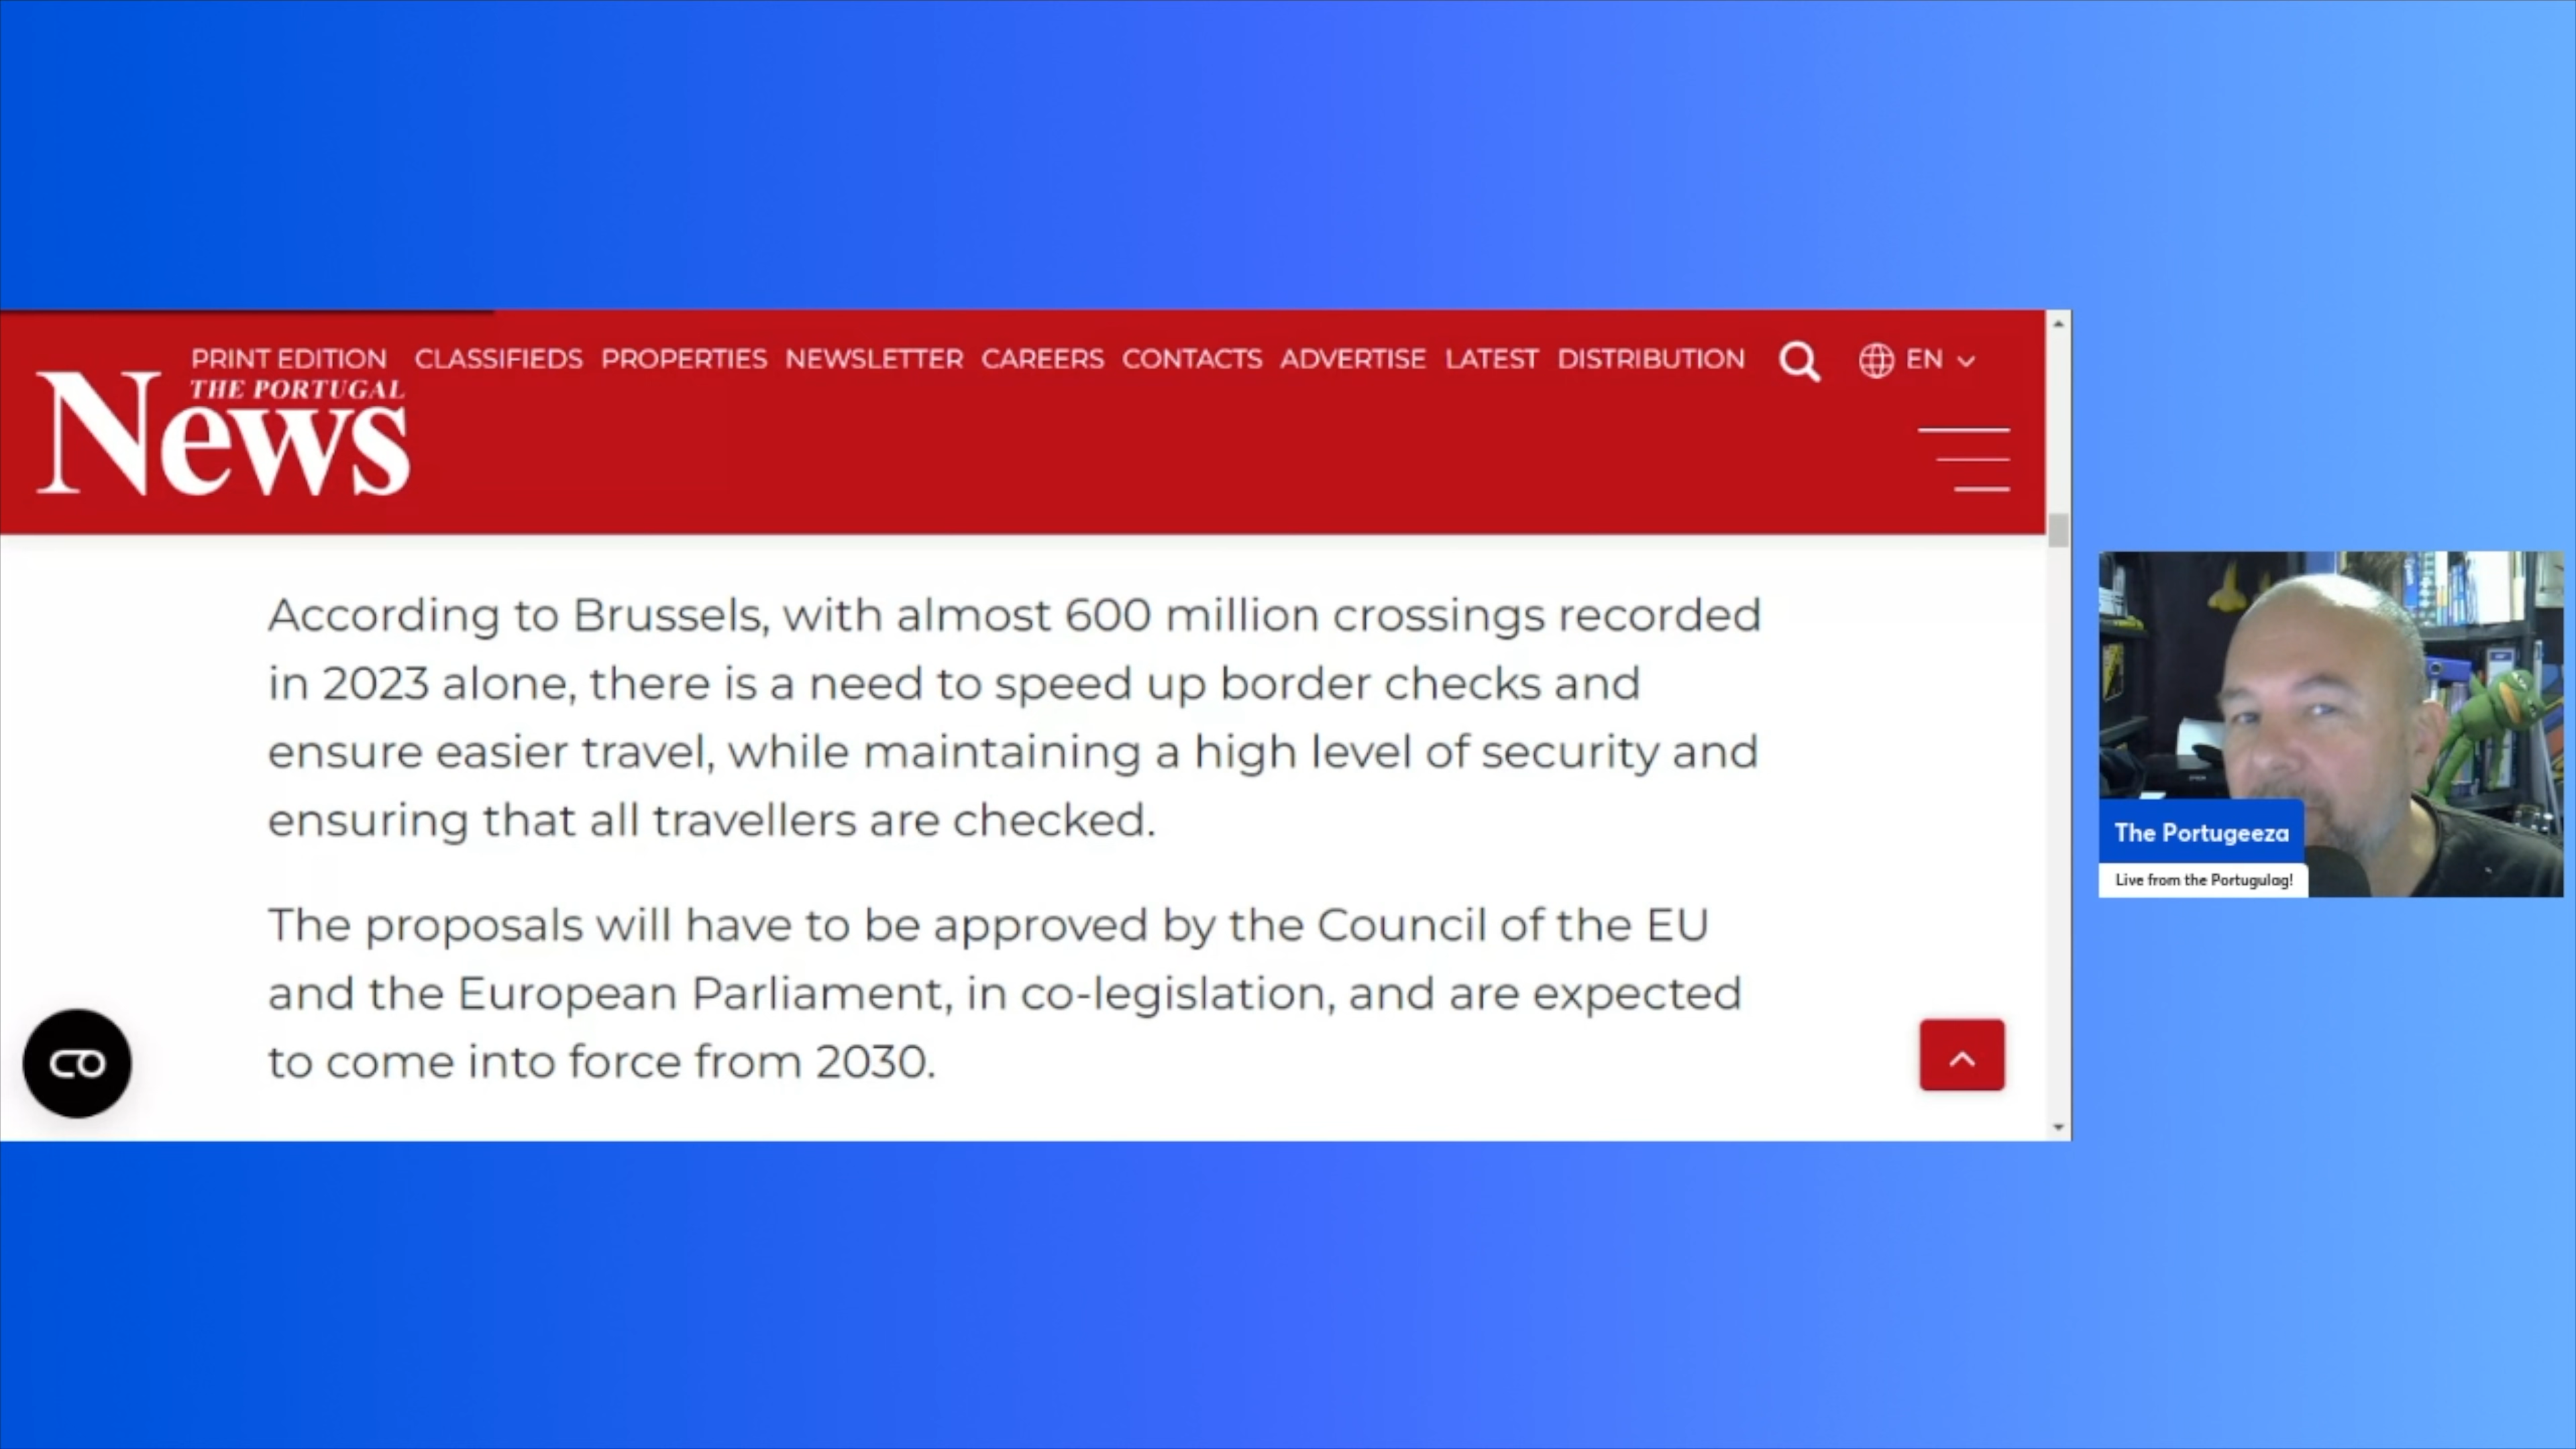 PRINT EDITION CLASSIFIEDS PROPERTIES NEWSLETTER CAREERS CONTACTS ADVERTISE LATEST DISTRIBUTION EN
THE PORTUGAL
News
According to Brussels, with almost 600 million crossings recorded
in 2023 alone, there is a need to speed up border checks and
ensure easier travel, while maintaining a high level of security and
ensuring that all travellers are checked.
The proposals will have to be approved by the Council of the EU
and the European Parliament, in co-legislation, and are expected
to come into force from 2030.
The Portugeeza
Live from the Portugulag!